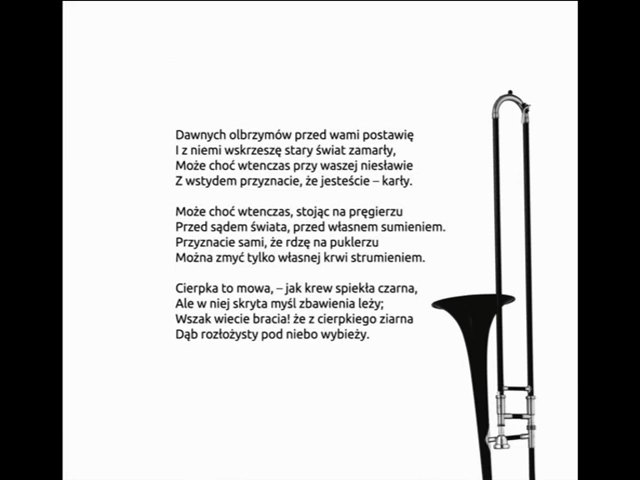 Dawnych olbrzymów przed wami postawię
I z niemi wskrzeszę stary świat zamarły,
Może choć wtenczas przy waszej niesławie
Z wstydem przyznacie, że jesteście – karły.
Może choć wtenczas, stojąc na pręgierzu
Przed sądem świata, przed własnem sumieniem.
Przyznacie sami, że rdzę na puklerzu
Można zmyć tylko własnej krwi strumieniem.
Cierpka to mowa, – jak krew spiekła czarna,
Ale w niej skryta myśl zbawienia leży;
Wszak wiecie bracia! że z cierpkiego ziarna
Dąb rozłożysty pod niebo wybieży.